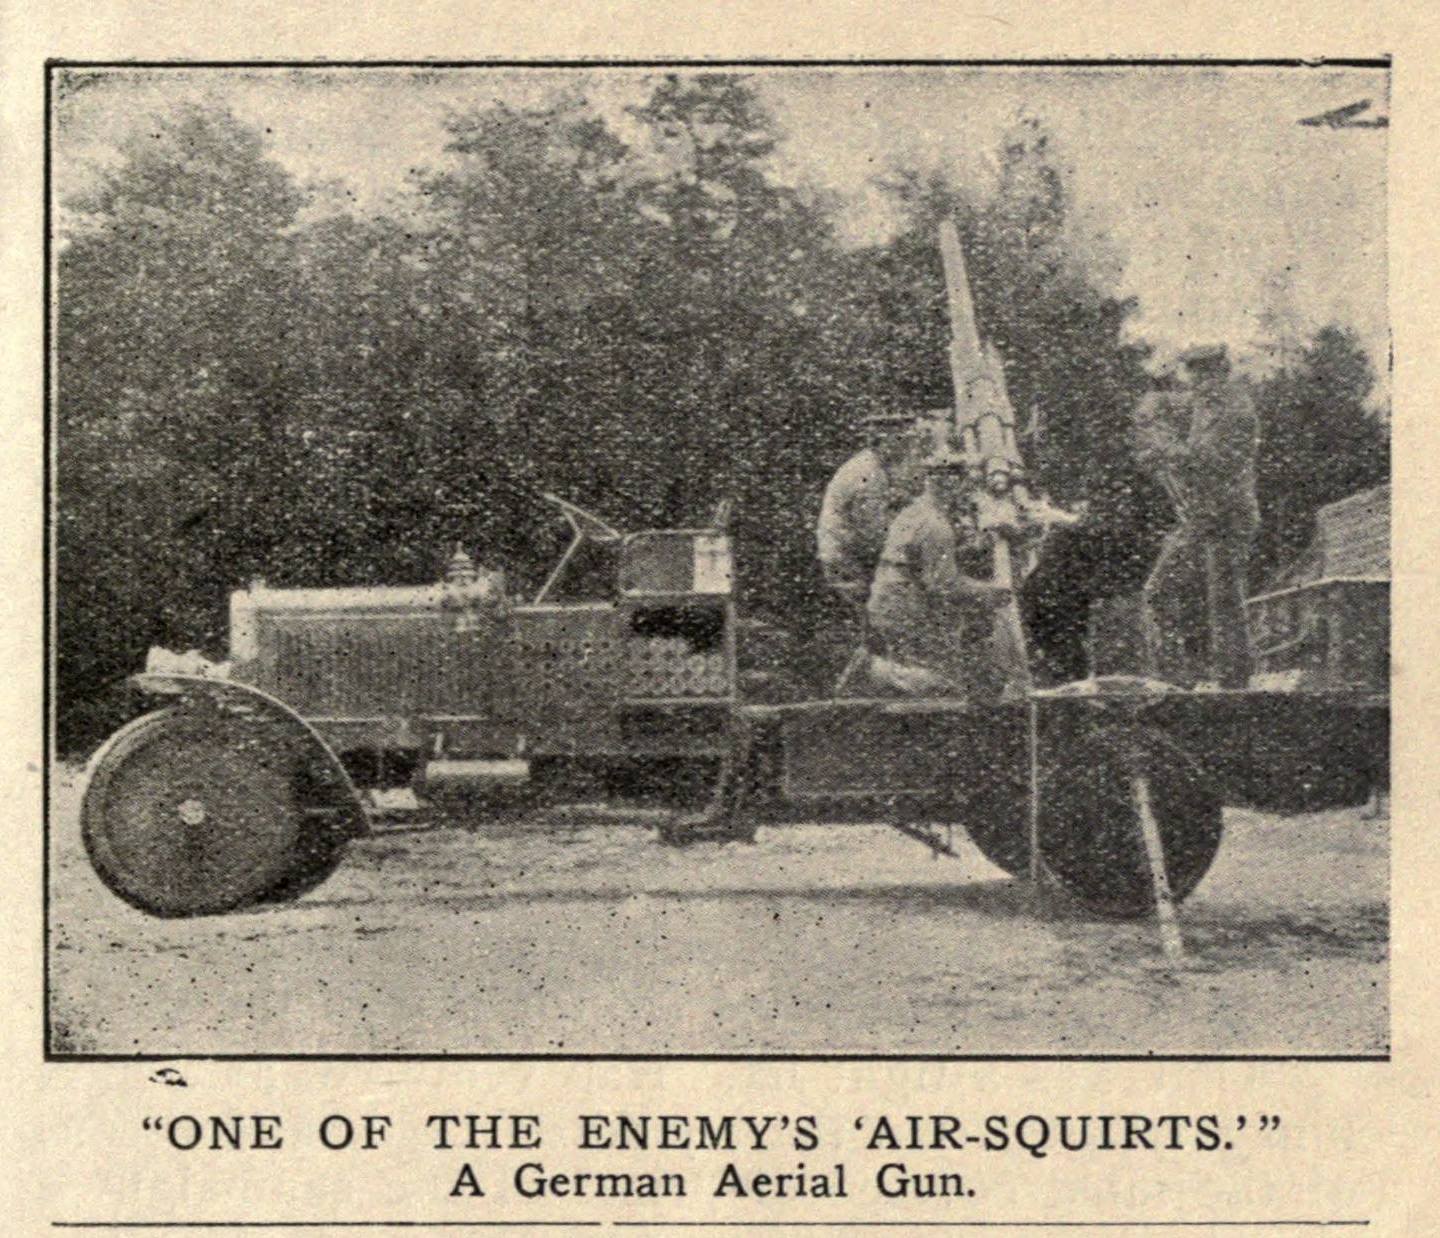 “ONE OF THE ENEMY’S ‘AIR-SQUIRTS.’”
A German Aerial Gun.